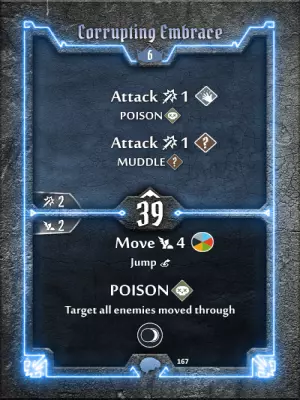 Corrupting Embrace
6
Attack 1
POISON
Attack 1 ?
MUDDLE ?
2
39
2
Move 4
Jump
POISON
Target all enemies moved through
167